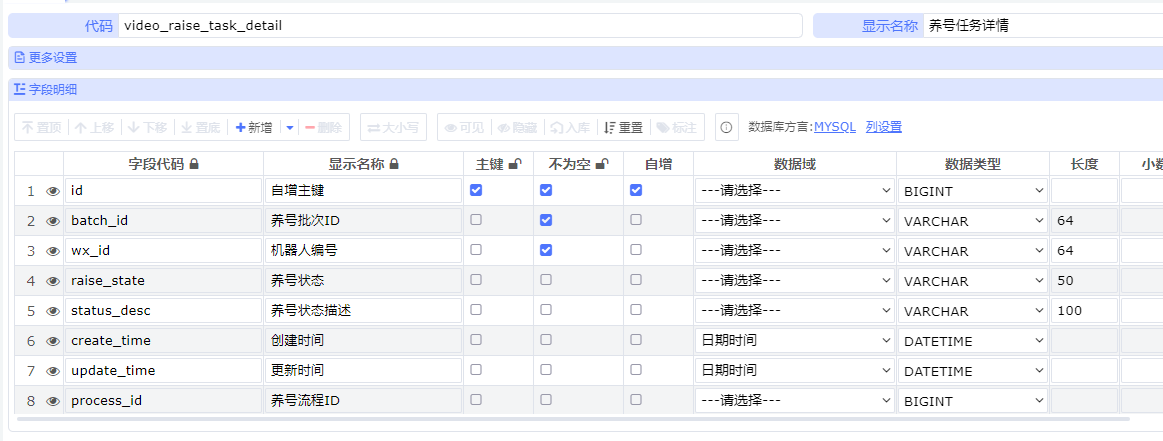 代码 video_raise_task_detail 显示名称 养号任务详情
更多设置
字段明细
置顶 上移 下移 置底 新增 删除 大小写 可见 隐藏 入库 重置 标注 数据库方言:MYSQL 列设置
字段代码 显示名称 主键 不为空 自增 数据域 数据类型 长度 小数
1 id 自增主键 ---请选择--- BIGINT
2 batch_id 养号批次ID ---请选择--- VARCHAR 64
3 wx_id 机器人编号 ---请选择--- VARCHAR 64
4 raise_state 养号状态 ---请选择--- VARCHAR 50
5 status_desc 养号状态描述 ---请选择--- VARCHAR 100
6 create_time 创建时间 日期时间 DATETIME
7 update_time 更新时间 日期时间 DATETIME
8 process_id 养号流程ID ---请选择--- BIGINT